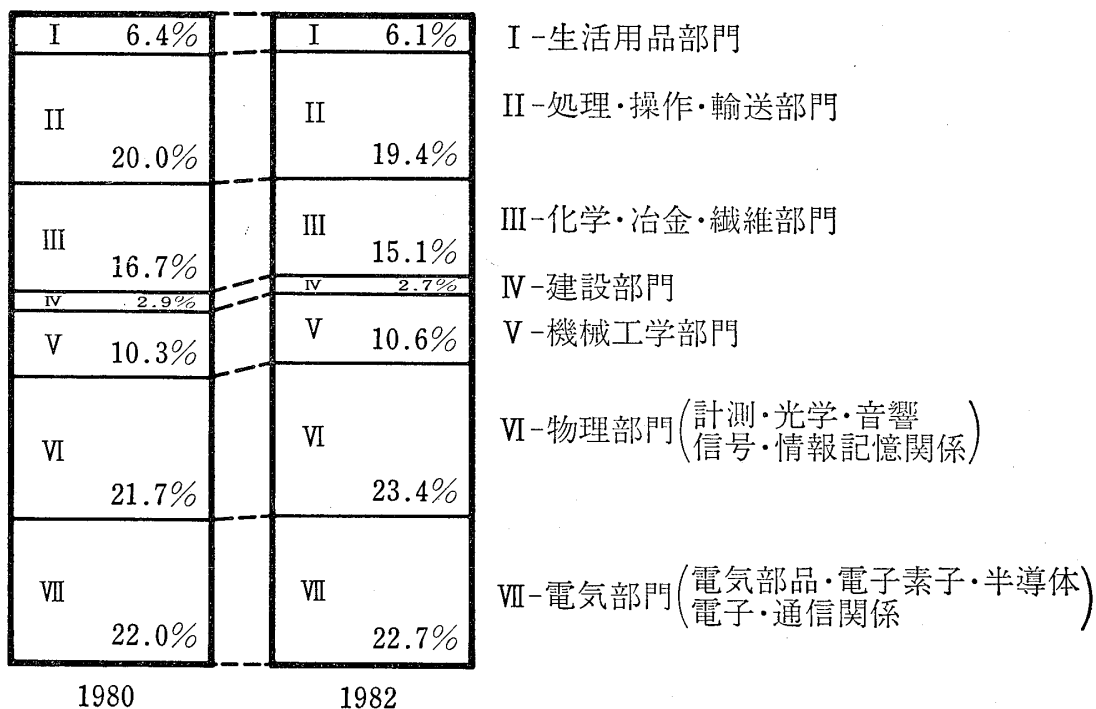 Ⅰ 6.4%
Ⅱ
20.0%
Ⅲ
16.7%
Ⅳ 2.9%
Ⅴ 10.3%
Ⅵ
21.7%
Ⅶ
22.0%
1980
Ⅰ 6.1%
Ⅱ
19.4%
Ⅲ
15.1%
Ⅳ 2.7%
Ⅴ 10.6%
Ⅵ
23.4%
Ⅶ
22.7%
1982
Ⅰ-生活用品部門
Ⅱ-処理・操作・輸送部門
Ⅲ-化学・冶金・繊維部門
Ⅳ-建設部門
Ⅴ-機械工学部門
Ⅵ-物理部門(計測・光学・音響
信号・情報記憶関係)
Ⅶ-電気部門(電気部品・電子素子・半導体
電子・通信関係)